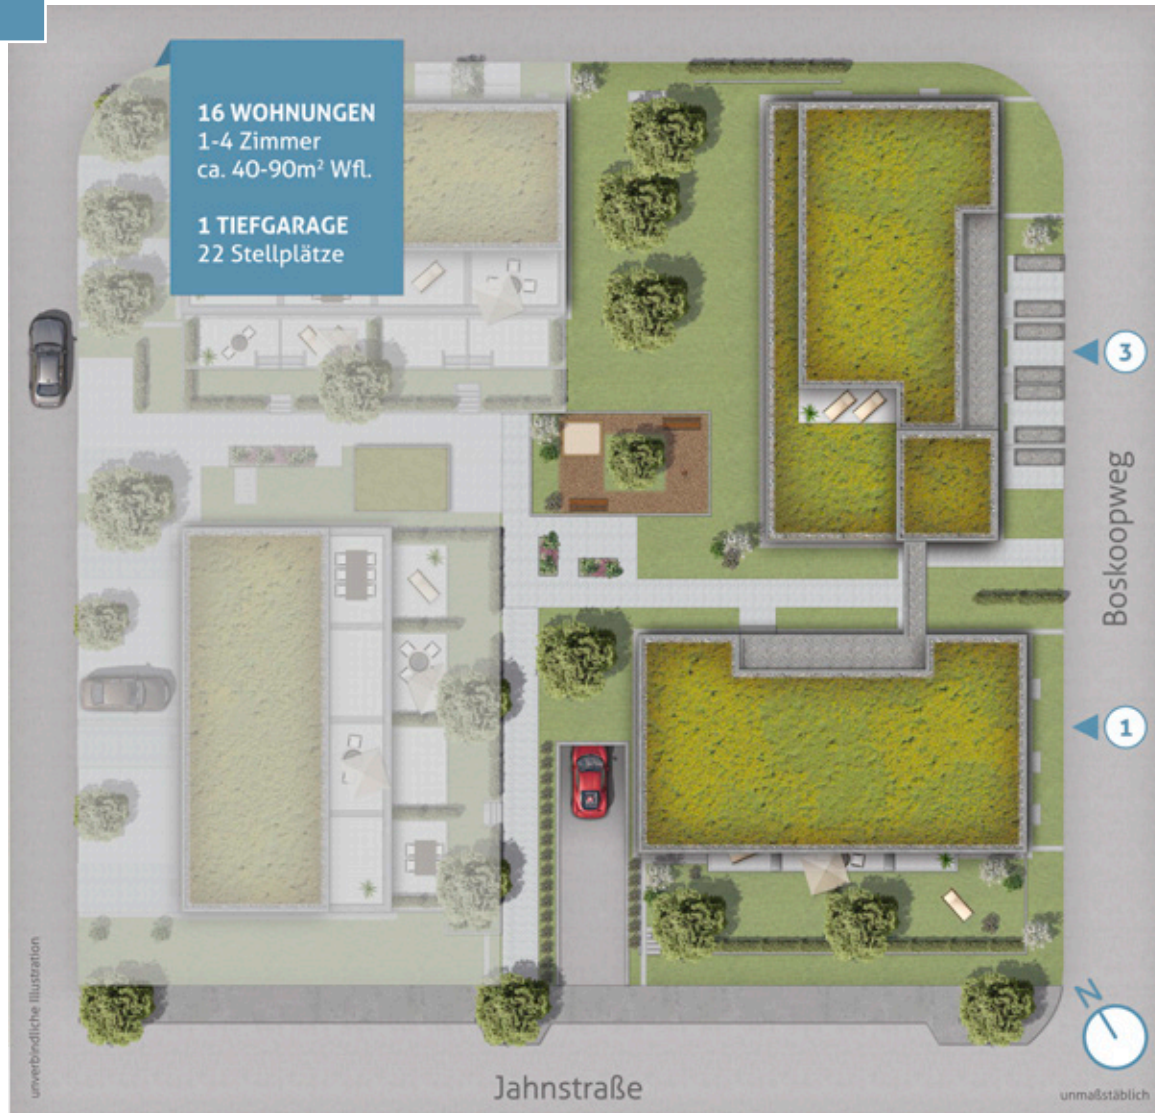 16 WOHNUNGEN
1-4 Zimmer
ca. 40-90m² Wfl.
1 TIEFGARAGE
22 Stellplätze
3
Boskoopweg
1
unverbindliche Illustration
N
Jahnstraße
unmaßstäblich